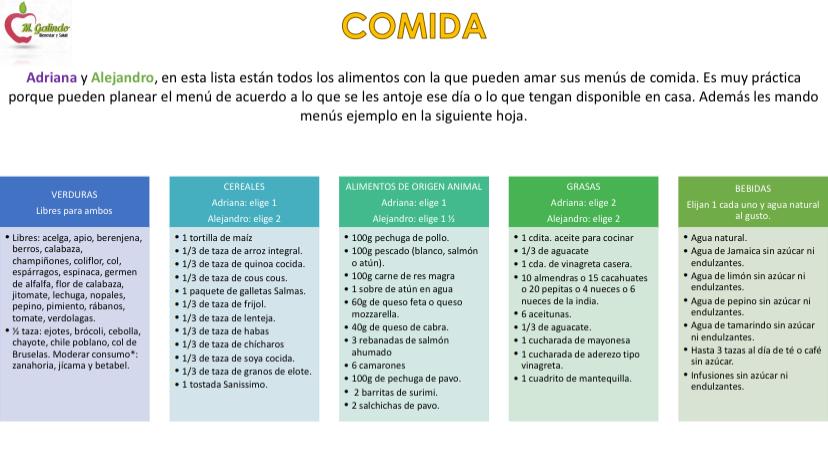 M. Galindo
Bienestar y Salud
COMIDA
Adriana y Alejandro, en esta lista están todos los alimentos con la que pueden amar sus menús de comida. Es muy práctica
porque pueden planear el menú de acuerdo a lo que se les antoje ese día o lo que tengan disponible en casa. Además les mando
menús ejemplo en la siguiente hoja.
VERDURAS
Libres para ambos
• Libres: acelga, apio, berenjena,
berros, calabaza,
champiñones, coliflor, col,
espárragos, espinaca, germen
de alfalfa, flor de calabaza,
jitomate, lechuga, nopales,
pepino, pimiento, rábanos,
tomate, verdolagas.
• ½ taza: ejotes, brócoli, cebolla,
chayote, chile poblano, col de
Bruselas. Moderar consumo*:
zanahoria, jícama y betabel.
CEREALES
Adriana: elige 1
Alejandro: elige 2
• 1 tortilla de maíz
• 1/3 de taza de arroz integral.
• 1/3 de taza de quinoa cocida.
• 1/3 de taza de cous cous.
• 1 paquete de galletas Salmas.
• 1/3 de taza de frijol.
• 1/3 de taza de lenteja.
• 1/3 de taza de habas
• 1/3 de taza de chícharos
• 1/3 de taza de soya cocida.
• 1/3 de taza de granos de elote.
• 1 tostada Sanissimo.
ALIMENTOS DE ORIGEN ANIMAL
Adriana: elige 1
Alejandro: elige 1 ½
• 100g pechuga de pollo.
• 100g pescado (blanco, salmón
o atún).
• 100g carne de res magra
• 1 sobre de atún en agua
• 60g de queso feta o queso
mozzarella.
• 40g de queso de cabra.
• 3 rebanadas de salmón
ahumado
• 6 camarones
• 100g de pechuga de pavo.
• 2 barritas de surimi.
• 2 salchichas de pavo.
GRASAS
Adriana: elige 2
Alejandro: elige 2
• 1 cdita. aceite para cocinar
• 1/3 de aguacate
• 1 cda. de vinagreta casera.
• 10 almendras o 15 cacahuates
o 20 pepitas o 4 nueces o 6
nueces de la india.
• 6 aceitunas.
• 1/3 de aguacate.
• 1 cucharada de mayonesa
• 1 cucharada de aderezo tipo
vinagreta.
• 1 cuadrito de mantequilla.
BEBIDAS
Elijan 1 cada uno y agua natural
al gusto.
• Agua natural.
• Agua de Jamaica sin azúcar ni
endulzantes.
• Agua de limón sin azúcar ni
endulzantes.
• Agua de pepino sin azúcar ni
endulzantes.
• Agua de tamarindo sin azúcar
ni endulzantes.
• Hasta 3 tazas al día de té o café
sin azúcar.
• Infusiones sin azúcar ni
endulzantes.